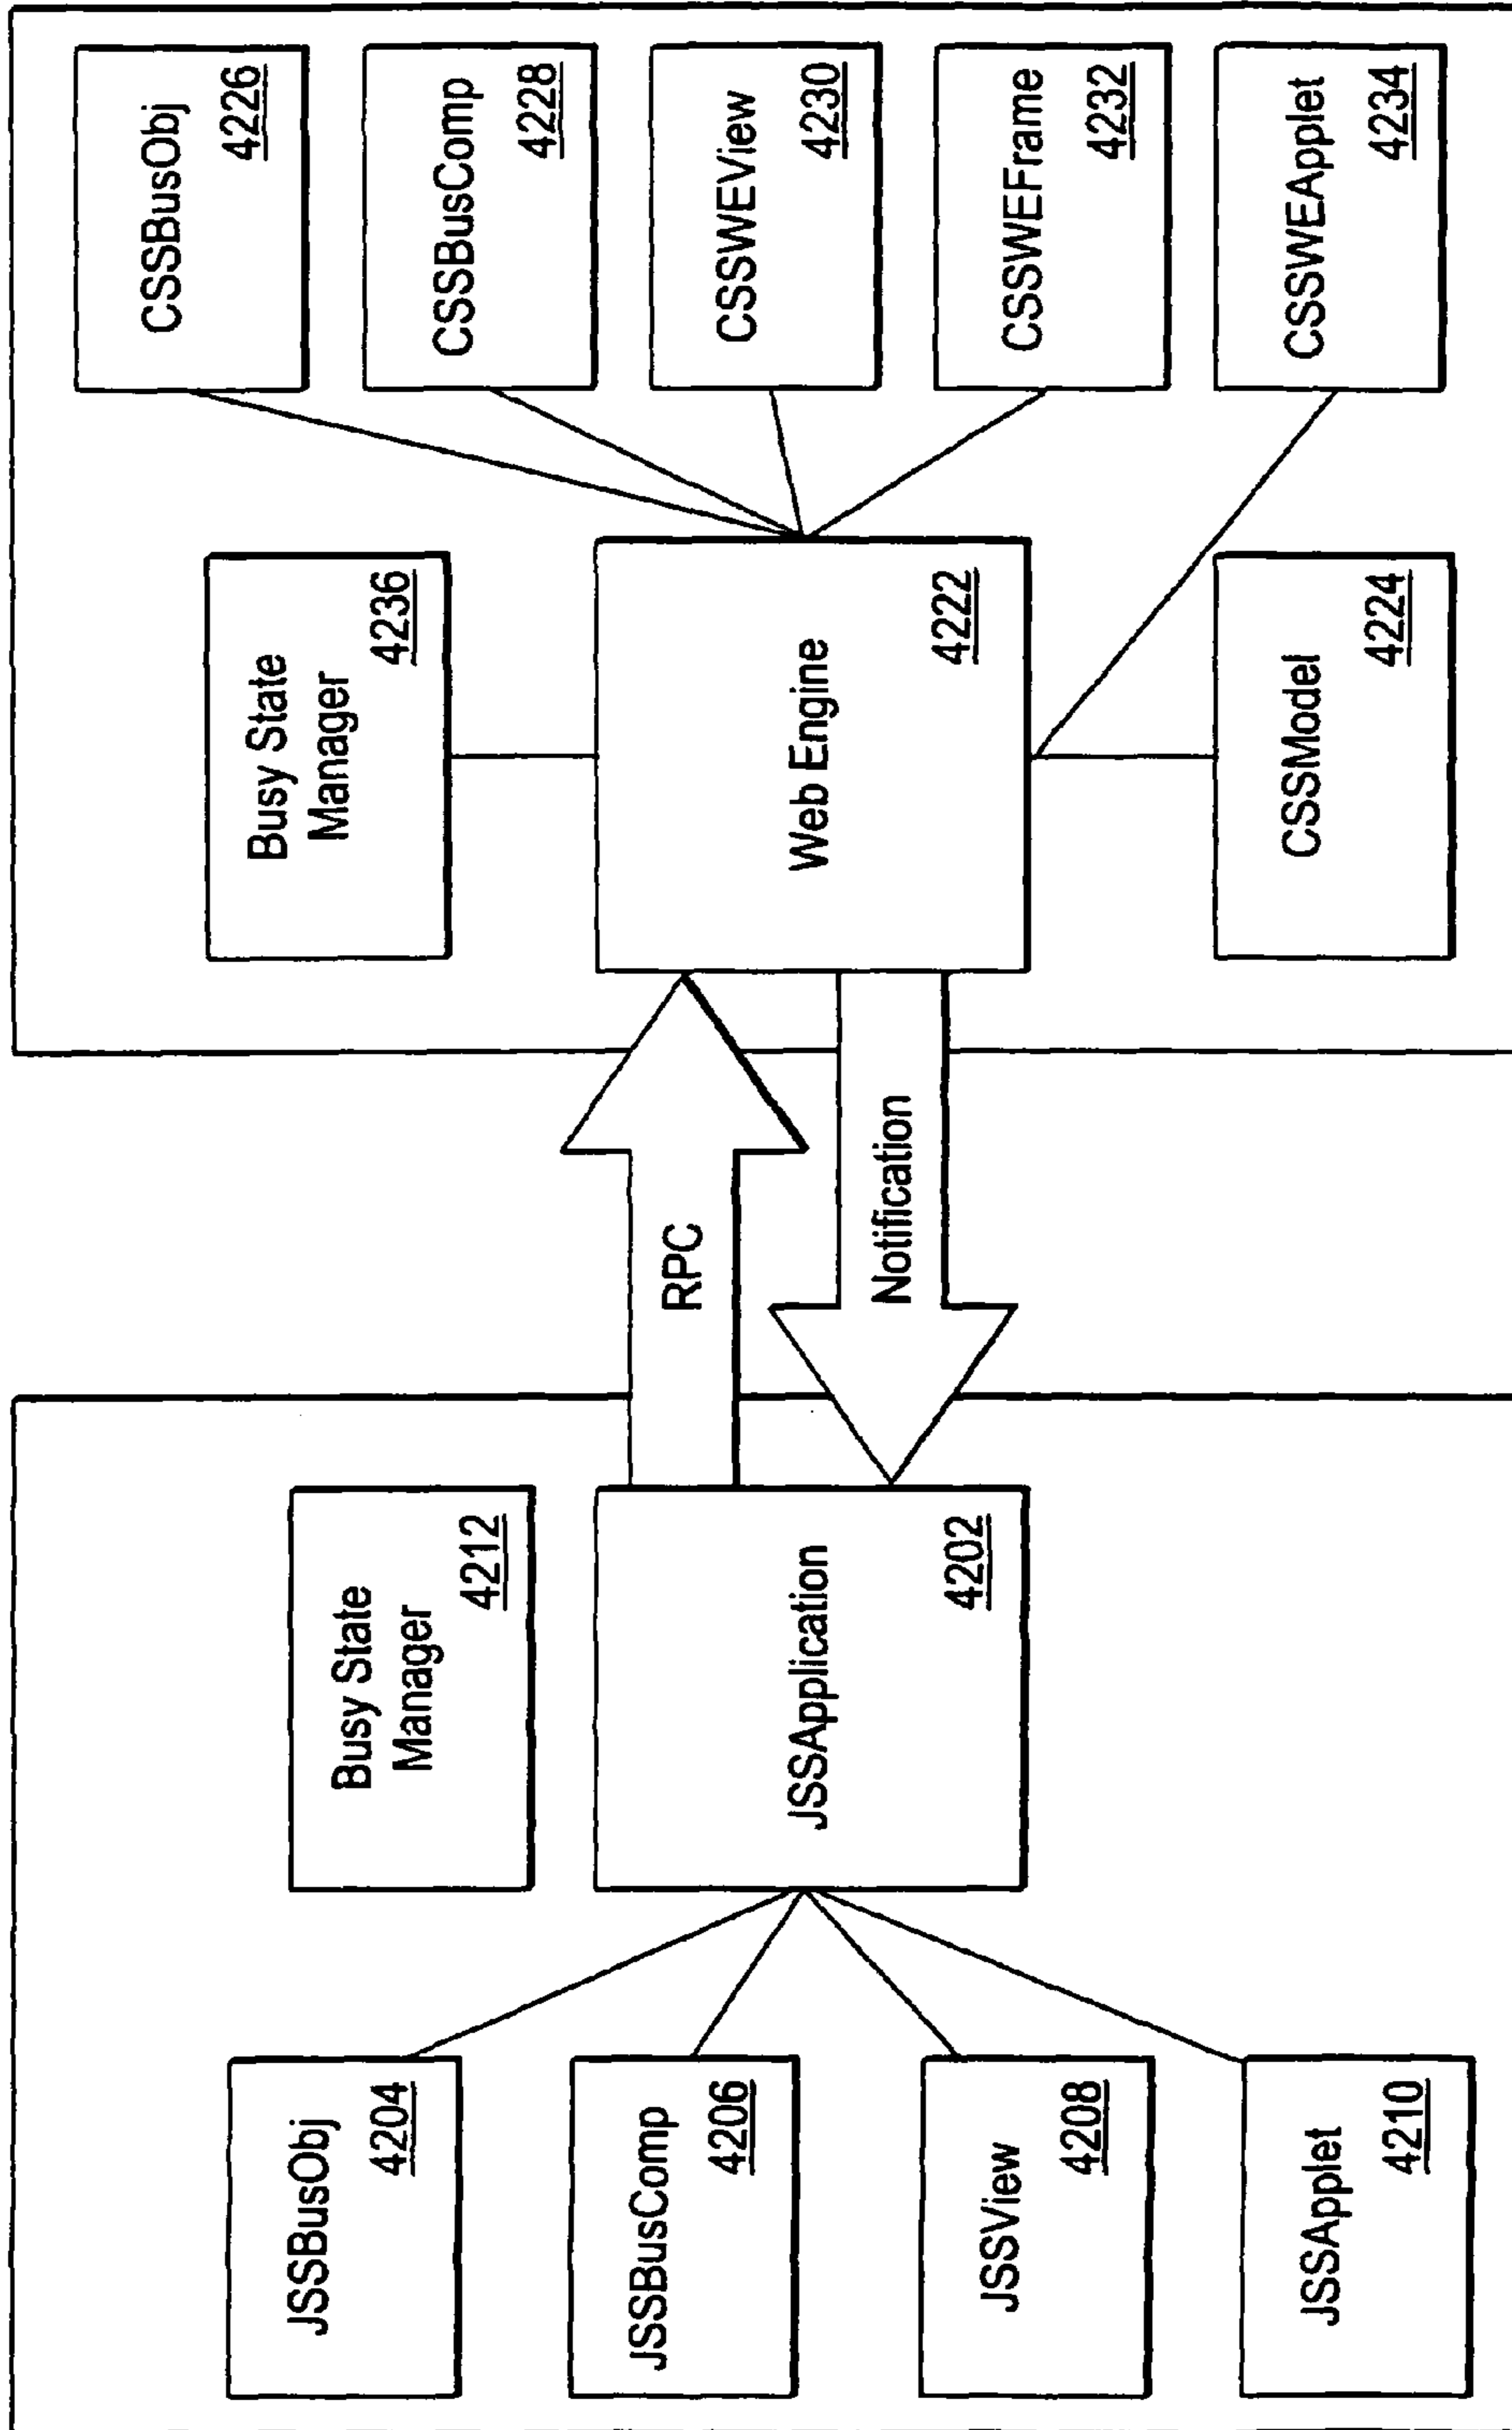 JSSBusObj
4204
JSSBusComp
4206
JSSView
4208
JSSApplet
4210
Busy State
Manager
4212
JSSApplication
4202
RPC
Notification
Busy State
Manager
4236
Web Engine
4222
CSSModel
4224
CSSBusObj
4226
CSSBusComp
4228
CSSWEView
4230
CSSWEFrame
4232
CSSWEApplet
4234